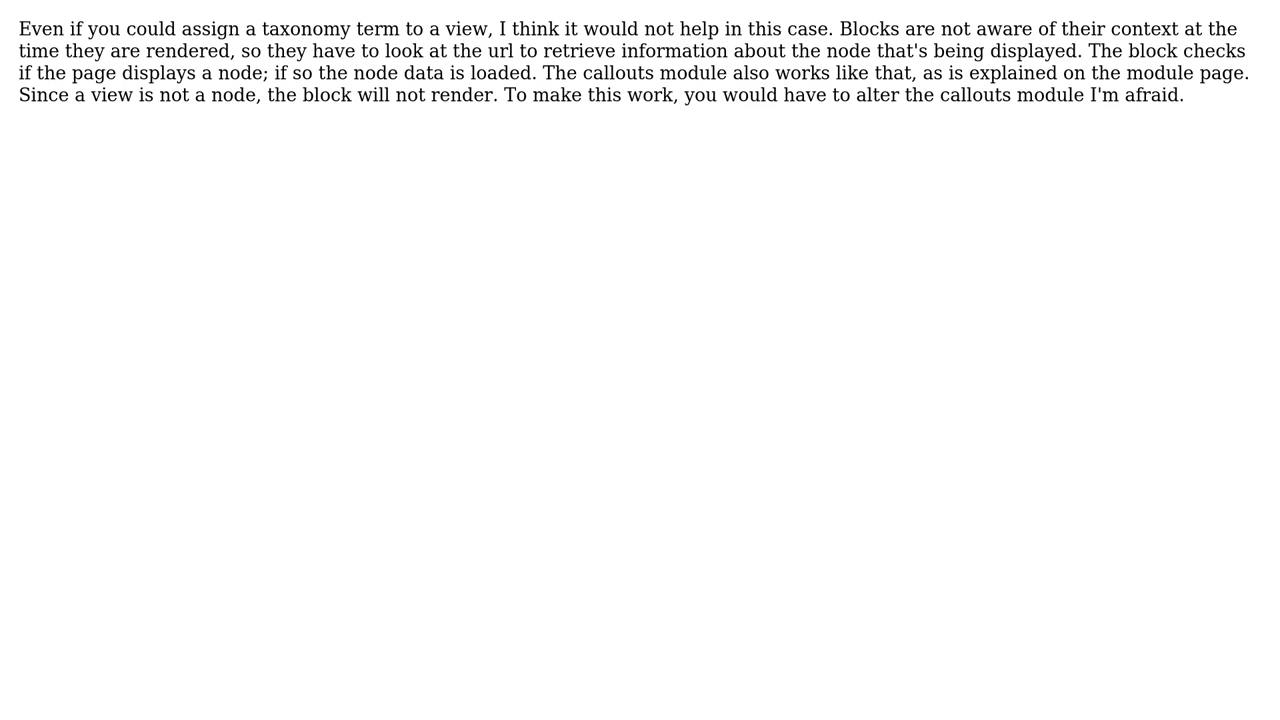 Even if you could assign a taxonomy term to a view, I think it would not help in this case. Blocks are not aware of their context at the
time they are rendered, so they have to look at the url to retrieve information about the node that's being displayed. The block checks
if the page displays a node; if so the node data is loaded. The callouts module also works like that, as is explained on the module page.
Since a view is not a node, the block will not render. To make this work, you would have to alter the callouts module I'm afraid.